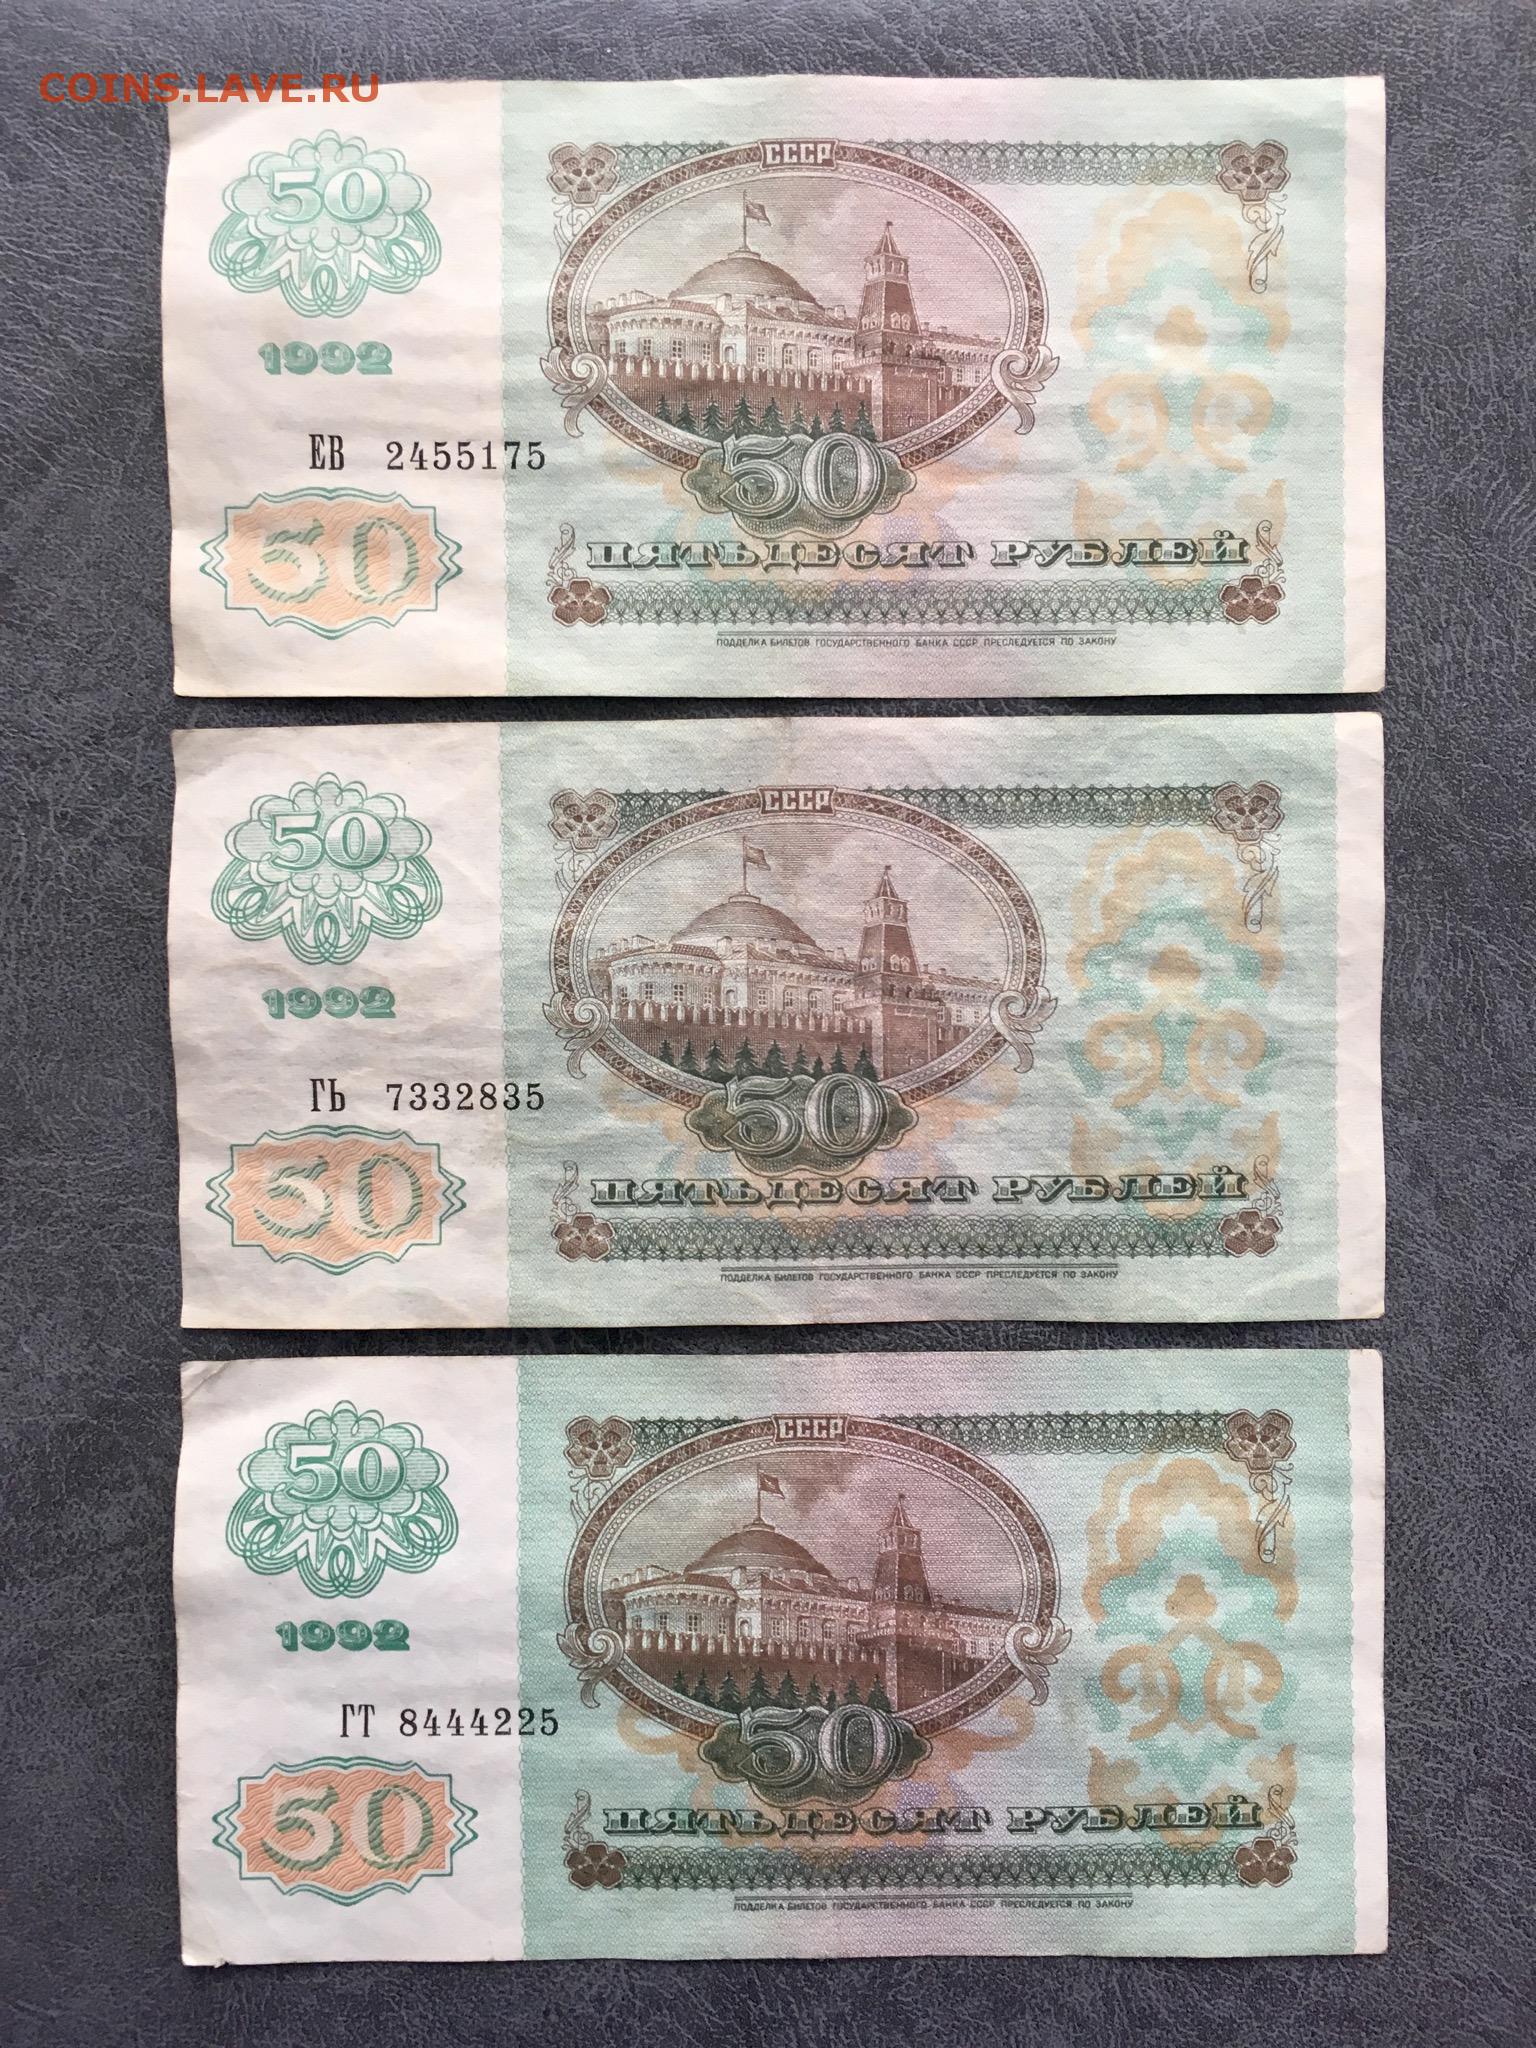 COINS.LAVE.RU
50
СССР
1992
ЕВ 2455175
50
50
ПЯТЬДЕСЯТ РУБЛЕЙ
ПОДДЕЛКА БИЛЕТОВ ГОСУДАРСТВЕННОГО БАНКА СССР ПРЕСЛЕДУЕТСЯ ПО ЗАКОНУ
50
СССР
1992
ГЬ 7332835
50
50
ПЯТЬДЕСЯТ РУБЛЕЙ
ПОДДЕЛКА БИЛЕТОВ ГОСУДАРСТВЕННОГО БАНКА СССР ПРЕСЛЕДУЕТСЯ ПО ЗАКОНУ
50
СССР
1992
ГТ 8444225
50
50
ПЯТЬДЕСЯТ РУБЛЕЙ
ПОДДЕЛКА БИЛЕТОВ ГОСУДАРСТВЕННОГО БАНКА СССР ПРЕСЛЕДУЕТСЯ ПО ЗАКОНУ